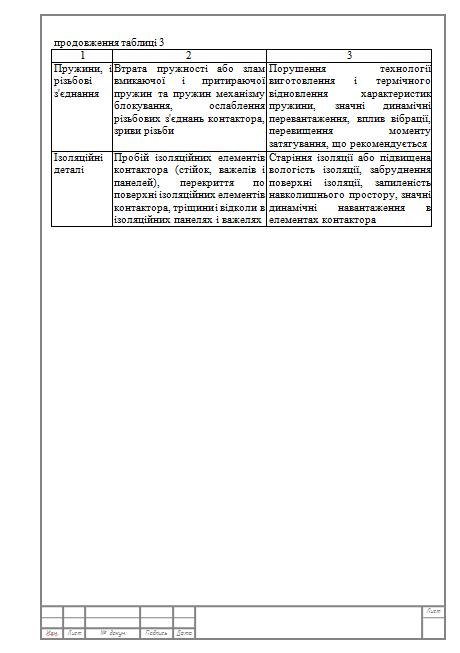 продовження таблиці 3
1 2 3
Пружини, і
різьбові
з'єднання
Втрата пружності або злам
вмикаючої і притираючої
пружин та пружин механізму
блокування, ослаблення
різьбових з'єднань контактора,
зриви різьби
Порушення технології
виготовлення і термічного
відновлення характеристик
пружини, значні динамічні
перевантаження, вплив вібрації,
перевищення моменту
затягування, що рекомендується
Ізоляційні
деталі
Пробій ізоляційних елементів
контактора (стійок, важелів і
панелей), перекриття по
поверхні ізоляційних елементів
контактора, тріщини і відколи в
ізоляційних панелях і важелях
Старіння ізоляції або підвищена
вологість ізоляції, забруднення
поверхні ізоляції, запиленість
навколишнього простору, значні
динамічні навантаження в
елементах контактора
Лист
Изм. Лист № докум. Подпись Дата